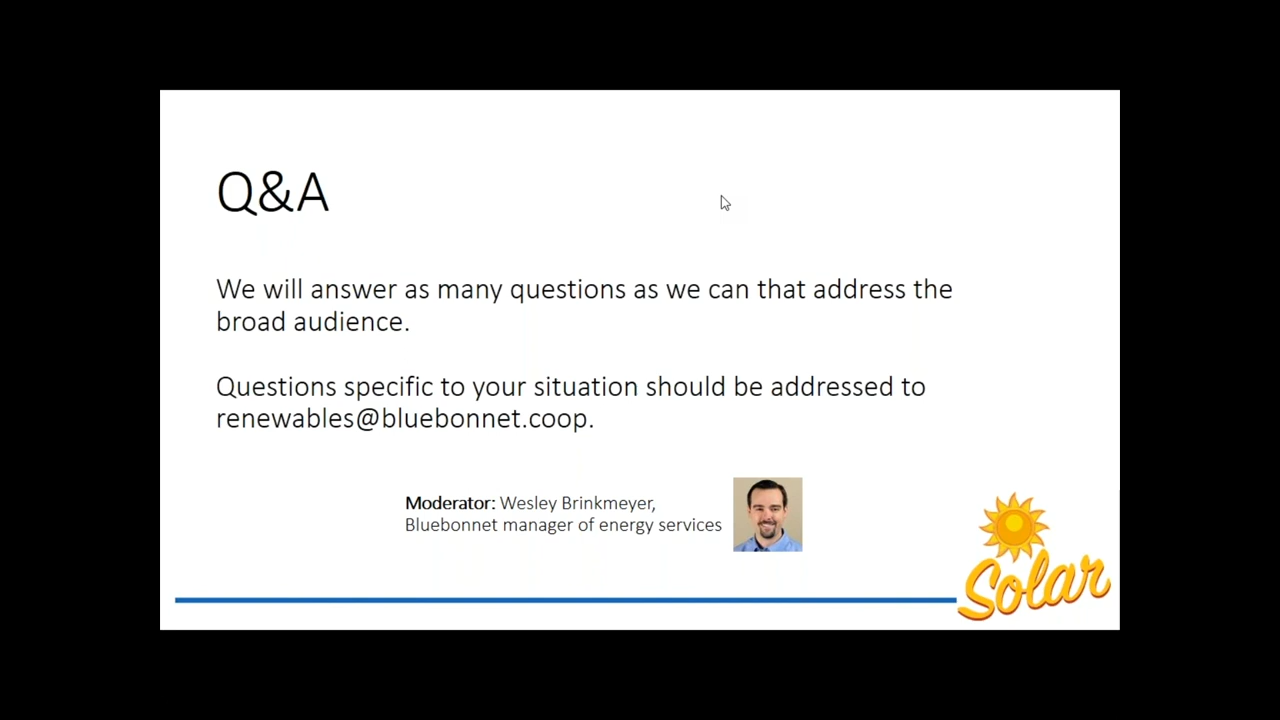 Q&A
We will answer as many questions as we can that address the
broad audience.
Questions specific to your situation should be addressed to
renewables@bluebonnet.coop.
Moderator: Wesley Brinkmeyer,
Bluebonnet manager of energy services
Solar